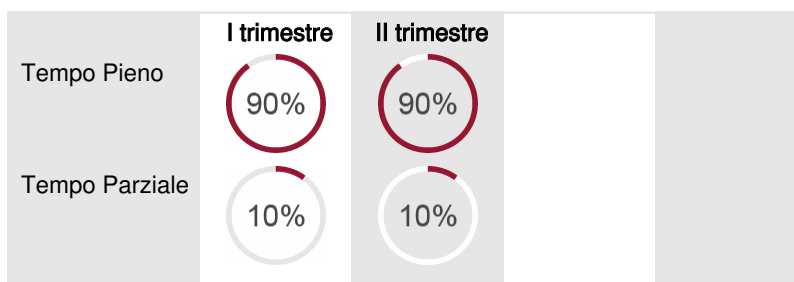 I trimestre II trimestre
Tempo Pieno
90% 90%
Tempo Parziale
10% 10%